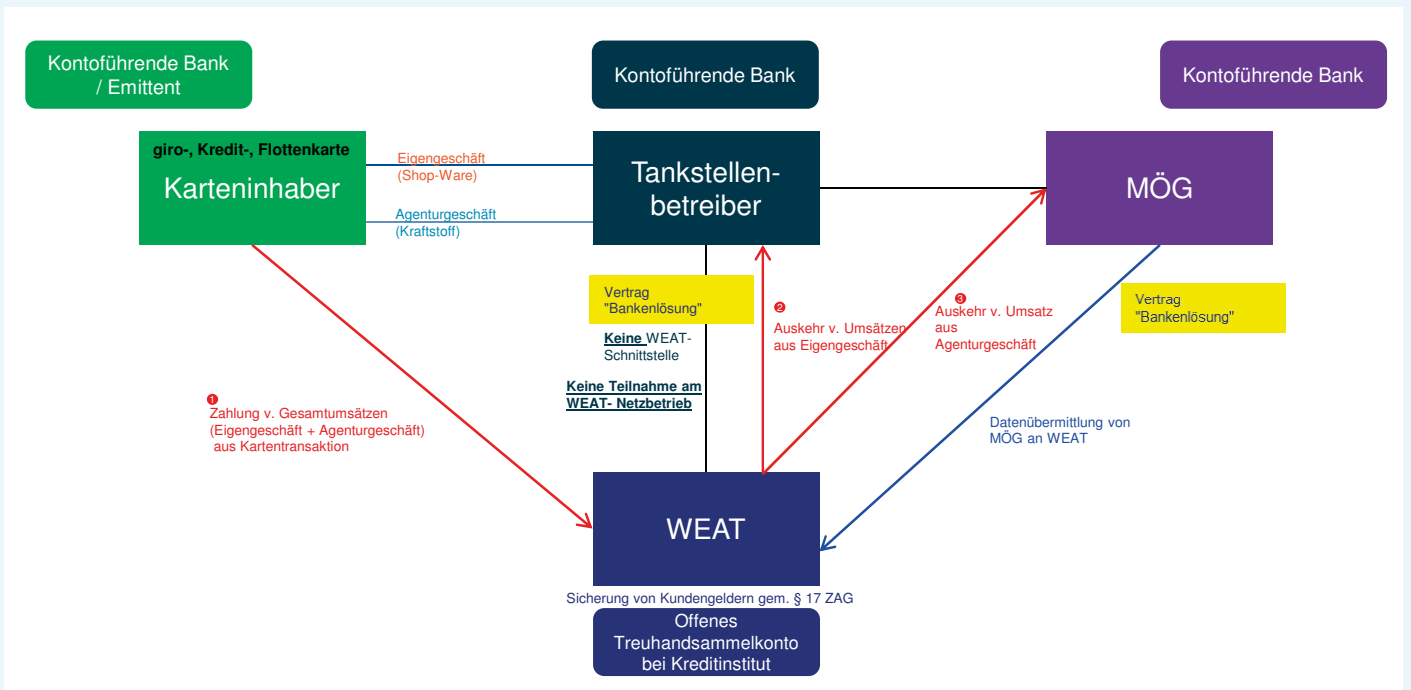 Kontoführende Bank
/ Emittent
Kontoführende Bank
Kontoführende Bank
giro-, Kredit-, Flottenkarte
Karteninhaber
Eigengeschäft
(Shop-Ware)
Agenturgeschäft
(Kraftstoff)
Tankstellen-
betreiber
MÖG
Vertrag
"Bankenlösung"
Keine WEAT-
Schnittstelle
Keine Teilnahme am
WEAT- Netzbetrieb
❷
Auskehr v. Umsätzen
aus Eigengeschäft
❸
Auskehr v. Umsatz
aus
Agenturgeschäft
Vertrag
"Bankenlösung"
❶
Zahlung v. Gesamtumsätzen
(Eigengeschäft + Agenturgeschäft)
aus Kartentransaktion
Datenübermittlung von
MÖG an WEAT
WEAT
Sicherung von Kundengeldern gem. § 17 ZAG
Offenes
Treuhandsammelkonto
bei Kreditinstitut